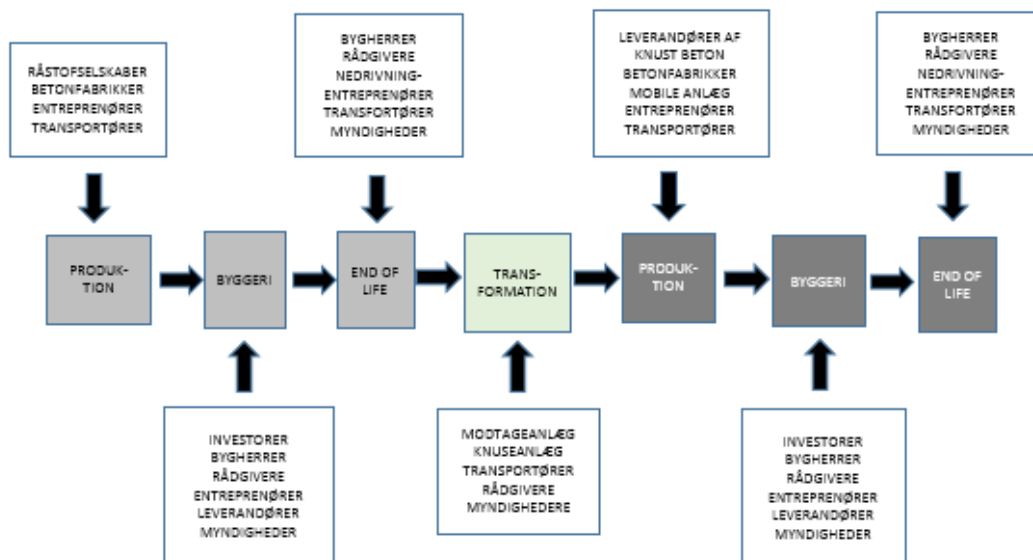 RÅSTOFSELSKABER
BETONFABRIKKER
ENTREPRENØRER
TRANSPORTØRER
BYGHERRER
RÅDGIVERE
NEDRIVNING-
ENTREPRENØRER
TRANSFORTØRER
MYNDIGHEDER
LEVERANDØRER AF
KNUST BETON
BETONFABRIKKER
MOBILE ANLÆG
ENTREPRENØRER
TRANSPORTØRER
BYGHERRER
RÅDGIVERE
NEDRIVNING-
ENTREPRENØRER
TRANSFORTØRER
MYNDIGHEDER
PRODUK-
TION
BYGGERI
END OF
LIFE
TRANS-
FORMATION
PRODUK-
TION
BYGGERI
END OF
LIFE
INVESTORER
BYGHERRER
RÅDGIVERE
ENTREPRENØRER
LEVERANDØRER
MYNDIGHEDER
MODTAGEANLÆG
KNUSEANLÆG
TRANSPORTØRER
RÅDGIVERE
MYNDIGHEDERE
INVESTORER
BYGHERRER
RÅDGIVERE
ENTREPRENØRER
LEVERANDØRER
MYNDIGHEDER